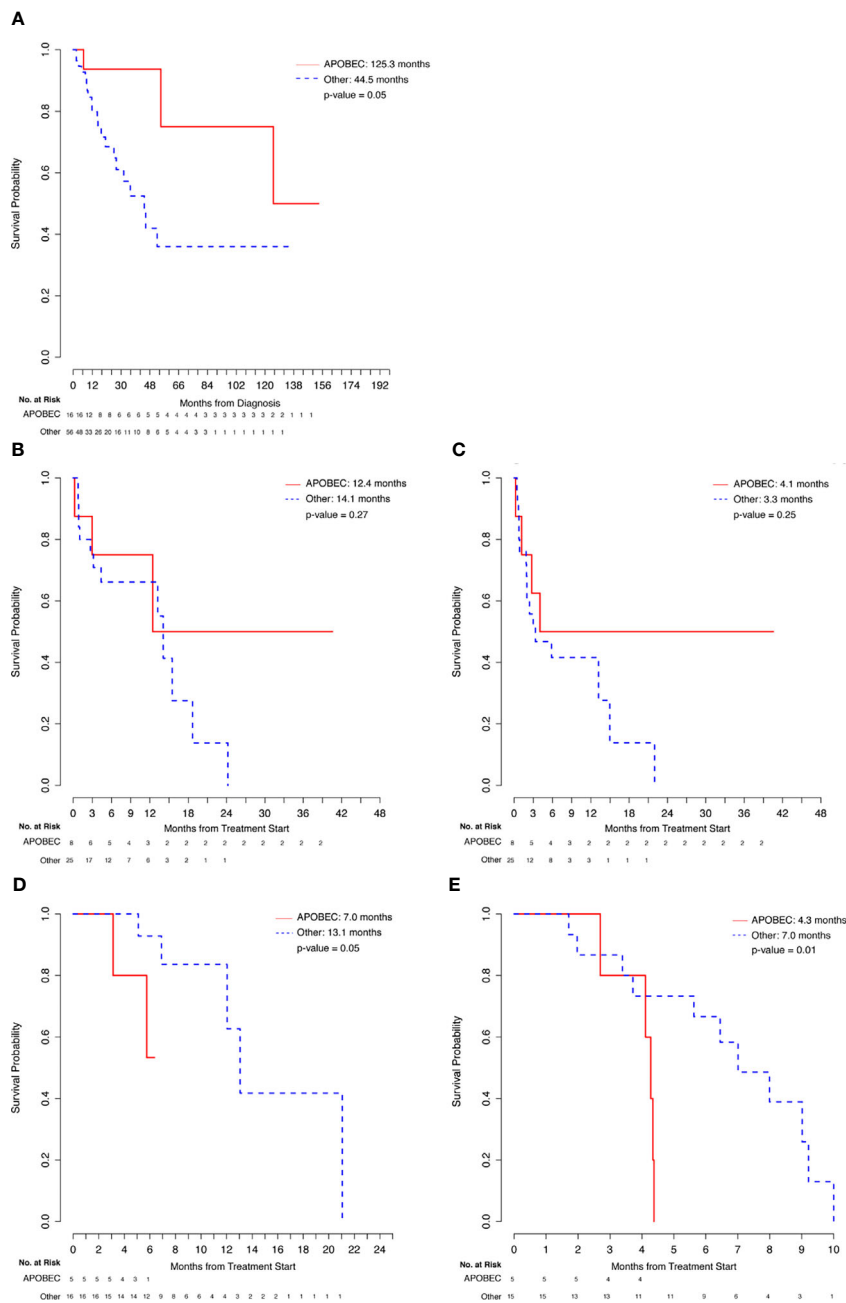 A
1.0
0.8
0.6
0.4
0.2
0.0
Survival Probability
APOBEC: 125.3 months
Other: 44.5 months
p-value = 0.05
0 12 30 48 66 84 102 120 138 156 174 192
Months from Diagnosis
No. at Risk
APOBEC 16 16 12 8 8 6 6 6 5 5 4 4 4 4 3 3 3 3 3 3 3 2 2 1 1 1
Other 56 48 33 26 20 16 11 10 8 6 5 4 4 3 3 1 1 1 1 1 1 1 1
B
1.0
0.8
0.6
0.4
0.2
0.0
Survival Probability
APOBEC: 12.4 months
Other: 14.1 months
p-value = 0.27
0 3 6 9 12 18 24 30 36 42 48
Months from Treatment Start
No. at Risk
APOBEC 8 6 5 4 3 2 2 2 2 2 2 2 2 2
Other 25 17 12 7 6 3 2 1 1
C
1.0
0.8
0.6
0.4
0.2
0.0
Survival Probability
APOBEC: 4.1 months
Other: 3.3 months
p-value = 0.25
0 3 6 9 12 18 24 30 36 42 48
Months from Treatment Start
No. at Risk
APOBEC 8 5 4 3 2 2 2 2 2 2 2 2 2 2
Other 25 12 8 3 3 1 1 1
D
1.0
0.8
0.6
0.4
0.2
0.0
Survival Probability
APOBEC: 7.0 months
Other: 13.1 months
p-value = 0.05
0 2 4 6 8 10 12 14 16 18 20 22 24
Months from Treatment Start
No. at Risk
APOBEC 5 5 5 5 4 3 1
Other 16 16 16 15 14 14 12 9 8 6 6 4 4 3 2 2 2 1 1 1 1 1
E
1.0
0.8
0.6
0.4
0.2
0.0
Survival Probability
APOBEC: 4.3 months
Other: 7.0 months
p-value = 0.01
0 1 2 3 4 5 6 7 8 9 10
Months from Treatment Start
No. at Risk
APOBEC 5 5 5 4 4
Other 15 15 13 13 11 11 9 6 4 3 1